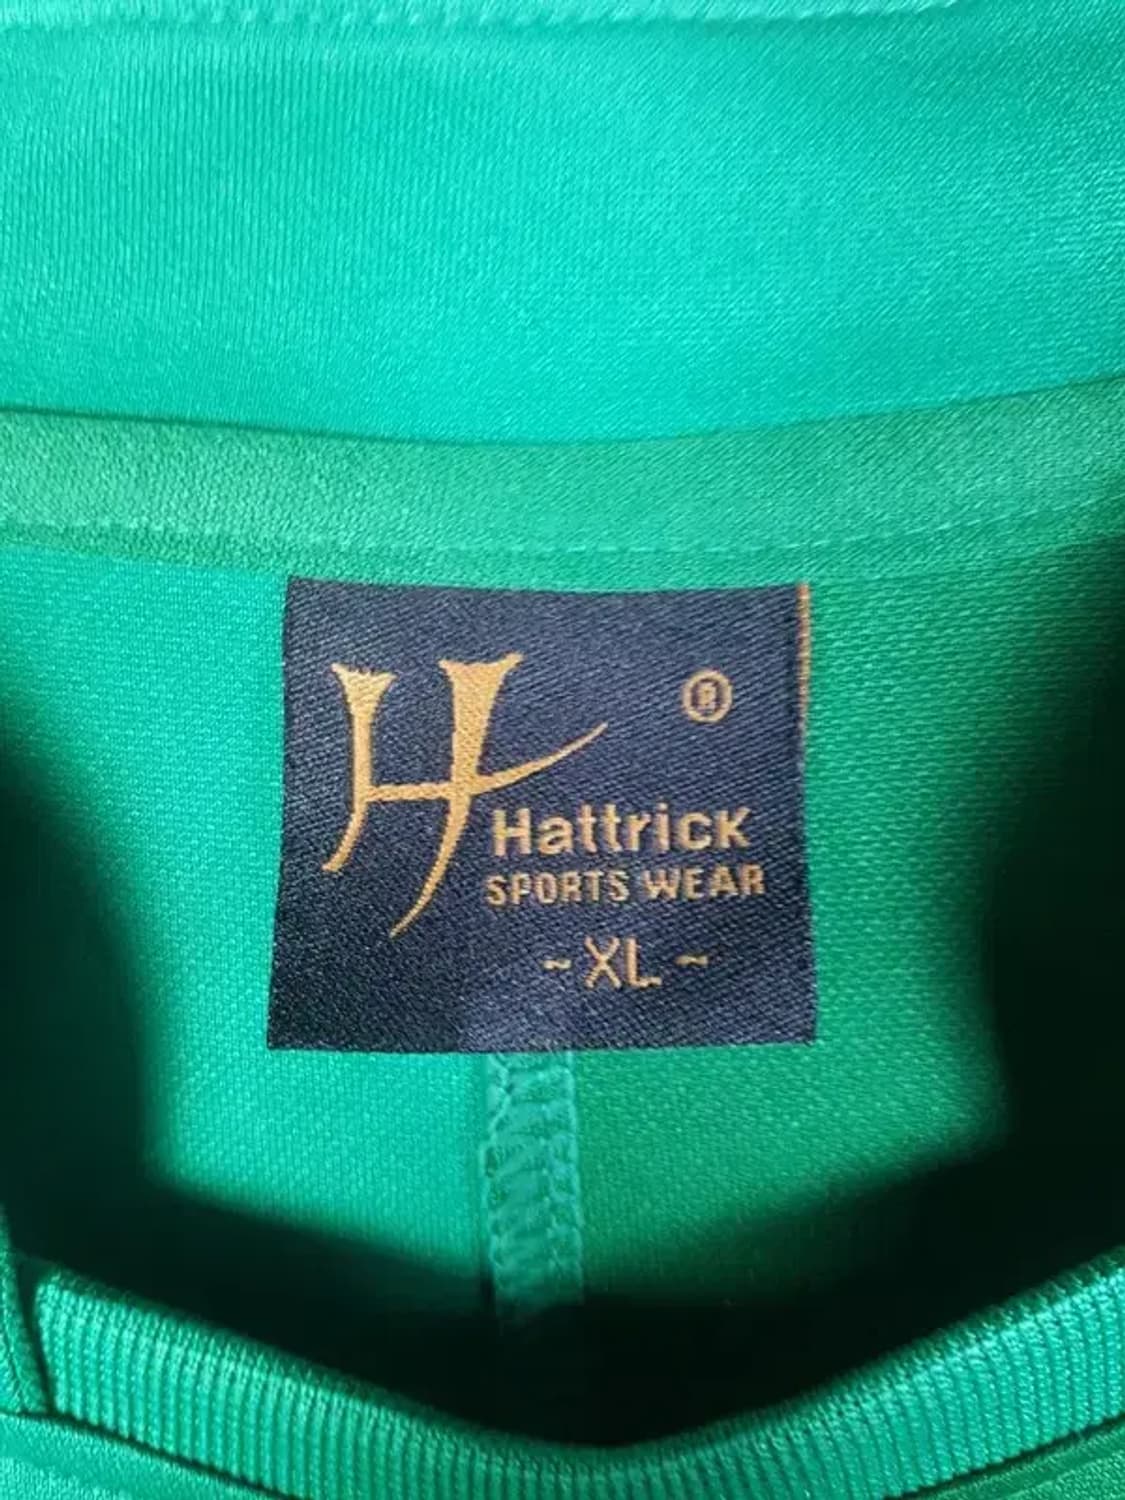 H ®
Hattrick
SPORTS WEAR
- XL -